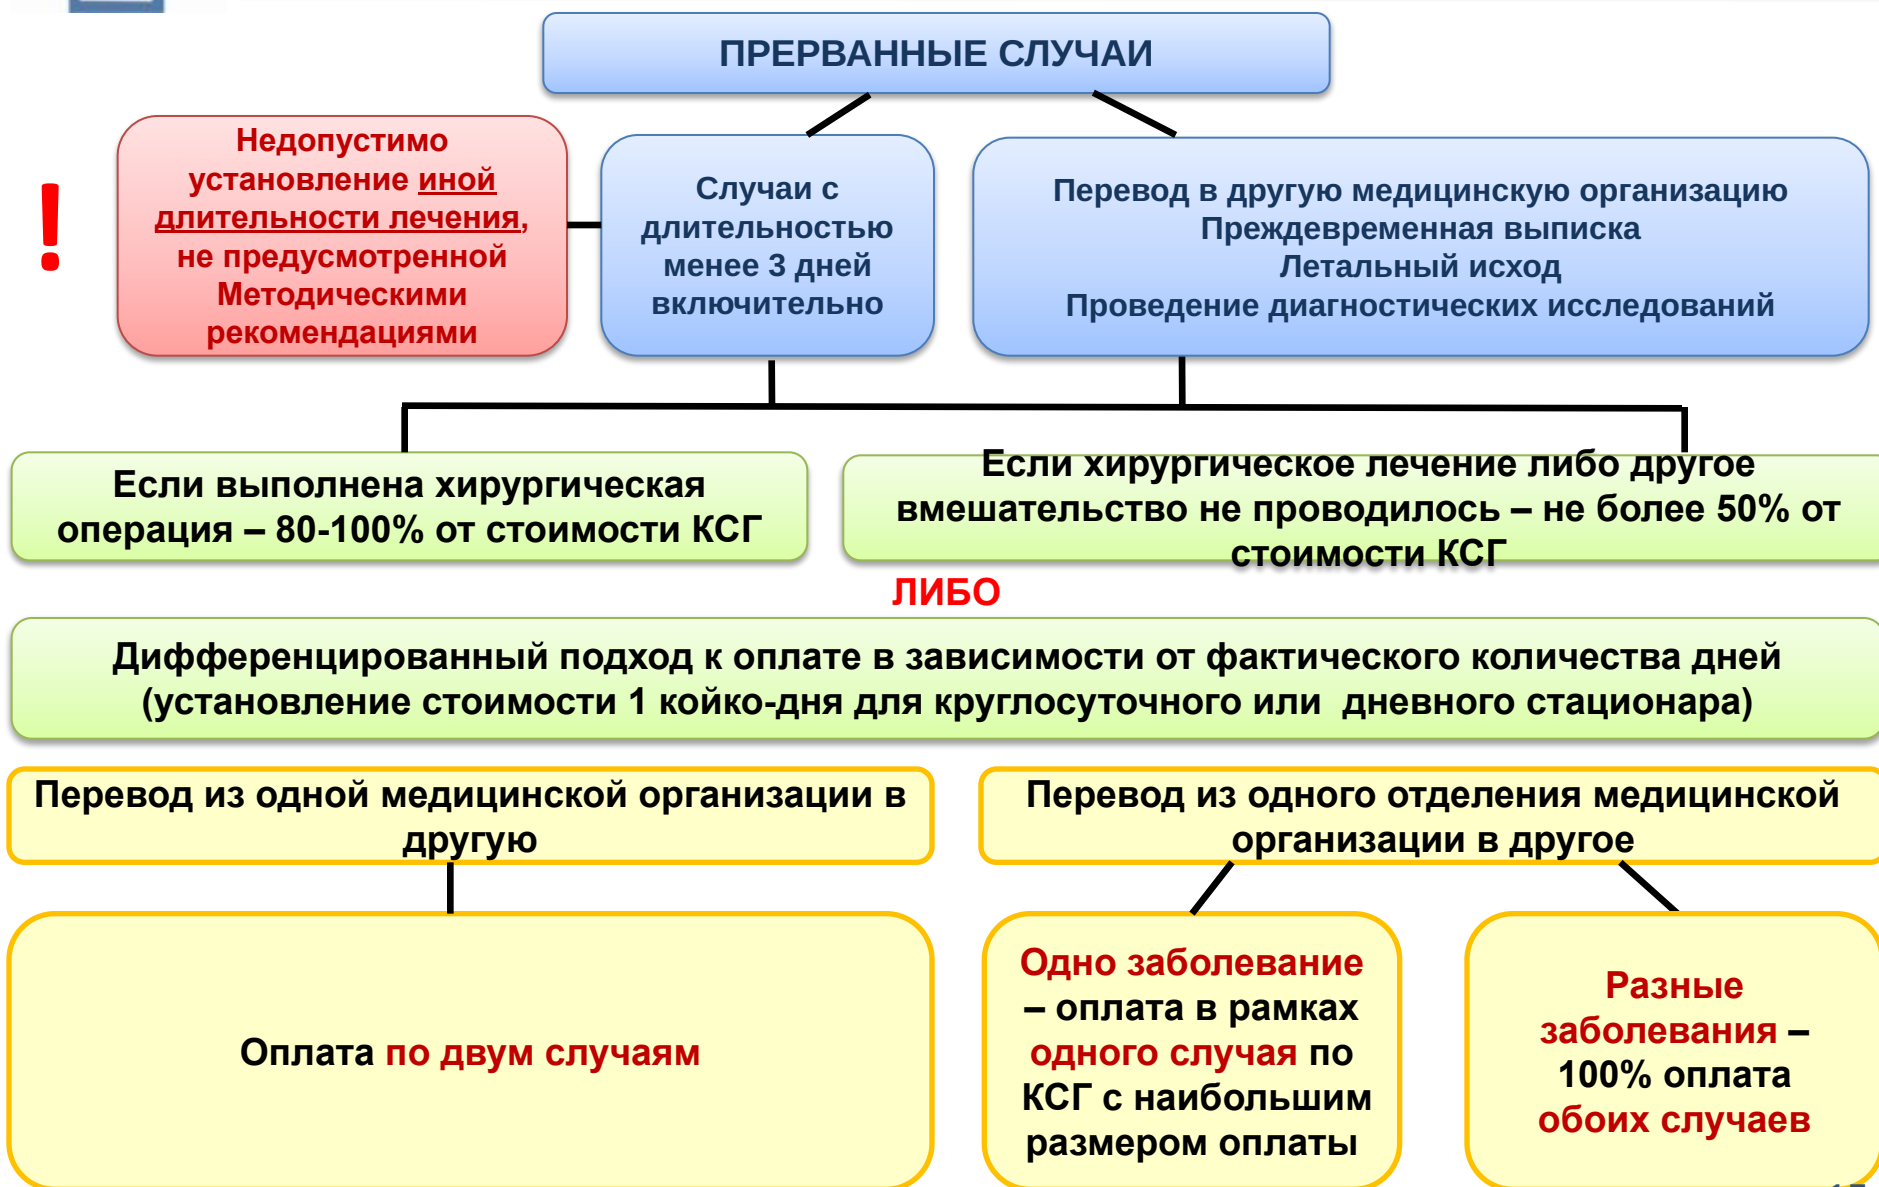 ПРЕРВАННЫЕ СЛУЧАИ
!
Недопустимо
установление иной
длительности лечения,
не предусмотренной
Методическими
рекомендациями
Случаи с
длительностью
менее 3 дней
включительно
Перевод в другую медицинскую организацию
Преждевременная выписка
Летальный исход
Проведение диагностических исследований
Если выполнена хирургическая
операция – 80-100% от стоимости КСГ
Если хирургическое лечение либо другое
вмешательство не проводилось – не более 50% от
стоимости КСГ
ЛИБО
Дифференцированный подход к оплате в зависимости от фактического количества дней
(установление стоимости 1 койко-дня для круглосуточного или дневного стационара)
Перевод из одной медицинской организации в
другую
Оплата по двум случаям
Перевод из одного отделения медицинской
организации в другое
Одно заболевание
– оплата в рамках
одного случая по
КСГ с наибольшим
размером оплаты
Разные
заболевания –
100% оплата
обоих случаев